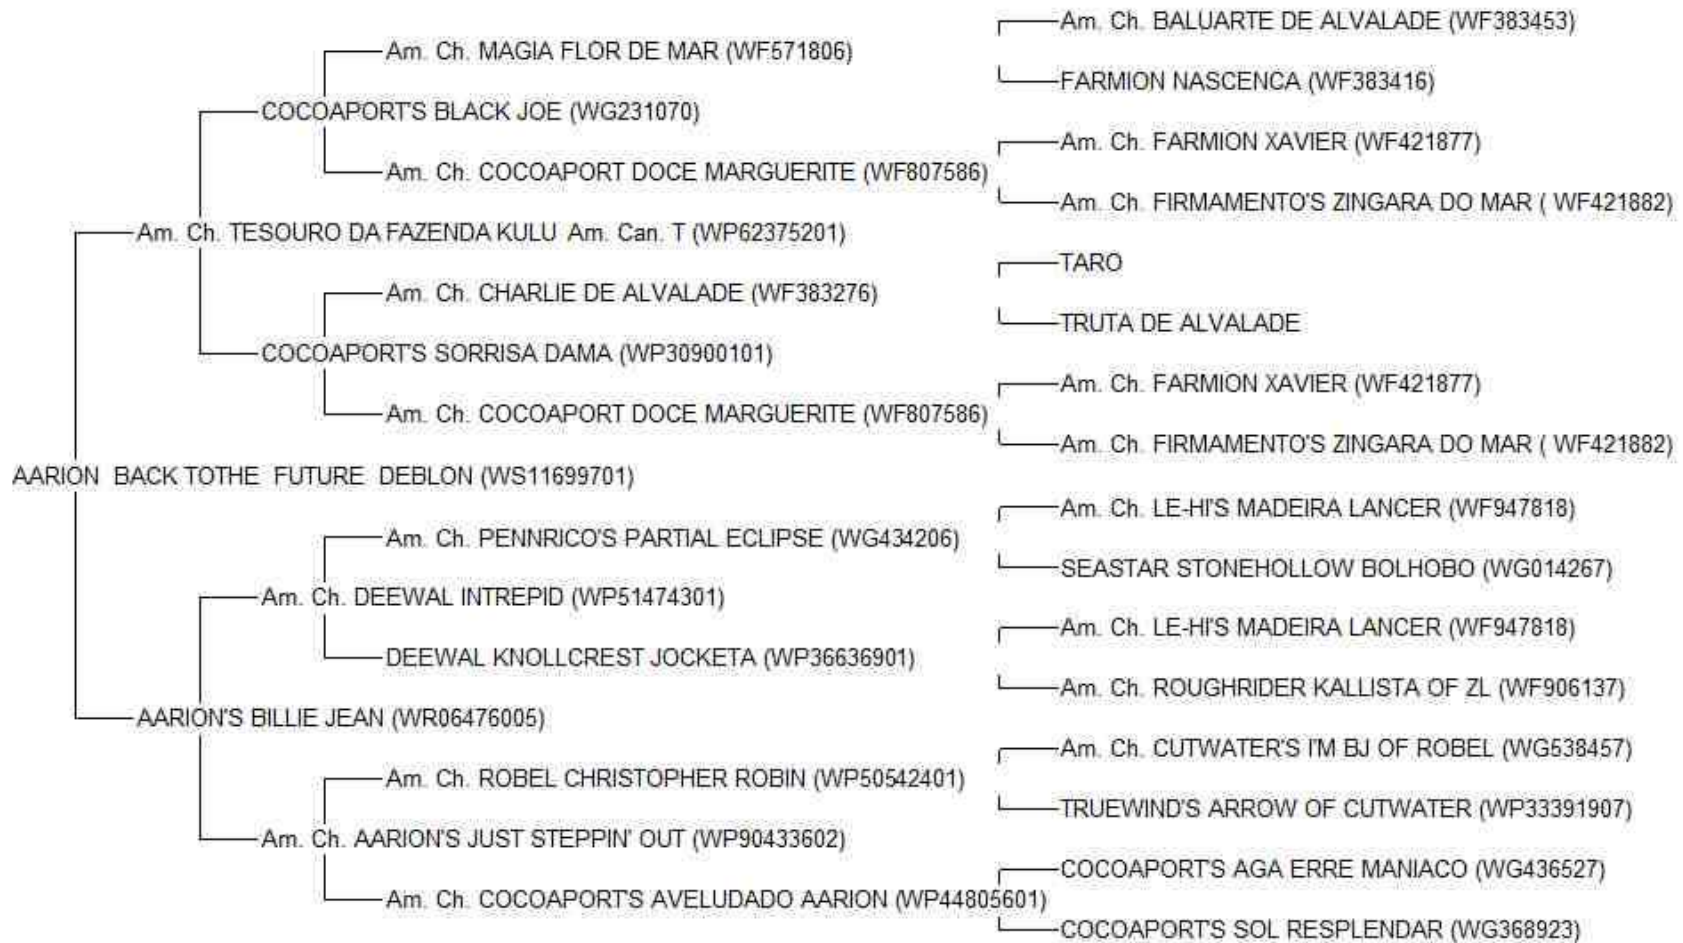 Am. Ch. BALUARTE DE ALVALADE (WF383453)
Am. Ch. MAGIA FLOR DE MAR (WF571806)
FARMION NASCENCA (WF383416)
COCOAPORT'S BLACK JOE (WG231070)
Am. Ch. FARMION XAVIER (WF421877)
Am. Ch. COCOAPORT DOCE MARGUERITE (WF807586)
Am. Ch. FIRMAMENTO'S ZINGARA DO MAR ( WF421882)
Am. Ch. TESOURO DA FAZENDA KULU Am. Can. T (WP62375201)
TARO
Am. Ch. CHARLIE DE ALVALADE (WF383276)
TRUTA DE ALVALADE
COCOAPORT'S SORRISA DAMA (WP30900101)
Am. Ch. FARMION XAVIER (WF421877)
Am. Ch. COCOAPORT DOCE MARGUERITE (WF807586)
Am. Ch. FIRMAMENTO'S ZINGARA DO MAR ( WF421882)
AARION BACK TOTHE FUTURE DEBLON (WS11699701)
Am. Ch. LE-HI'S MADEIRA LANCER (WF947818)
Am. Ch. PENNRICO'S PARTIAL ECLIPSE (WG434206)
SEASTAR STONEHOLLOW BOLHOBO (WG014267)
Am. Ch. DEEWAL INTREPID (WP51474301)
Am. Ch. LE-HI'S MADEIRA LANCER (WF947818)
DEEWAL KNOLLCREST JOCKETA (WP36636901)
Am. Ch. ROUGHRIDER KALLISTA OF ZL (WF906137)
AARION'S BILLIE JEAN (WR06476005)
Am. Ch. CUTWATER'S I'M BJ OF ROBEL (WG538457)
Am. Ch. ROBEL CHRISTOPHER ROBIN (WP50542401)
TRUEWIND'S ARROW OF CUTWATER (WP33391907)
Am. Ch. AARION'S JUST STEPPIN' OUT (WP90433602)
COCOAPORT'S AGA ERRE MANIACO (WG436527)
Am. Ch. COCOAPORT'S AVELUDADO AARION (WP44805601)
COCOAPORT'S SOL RESPLENDAR (WG368923)